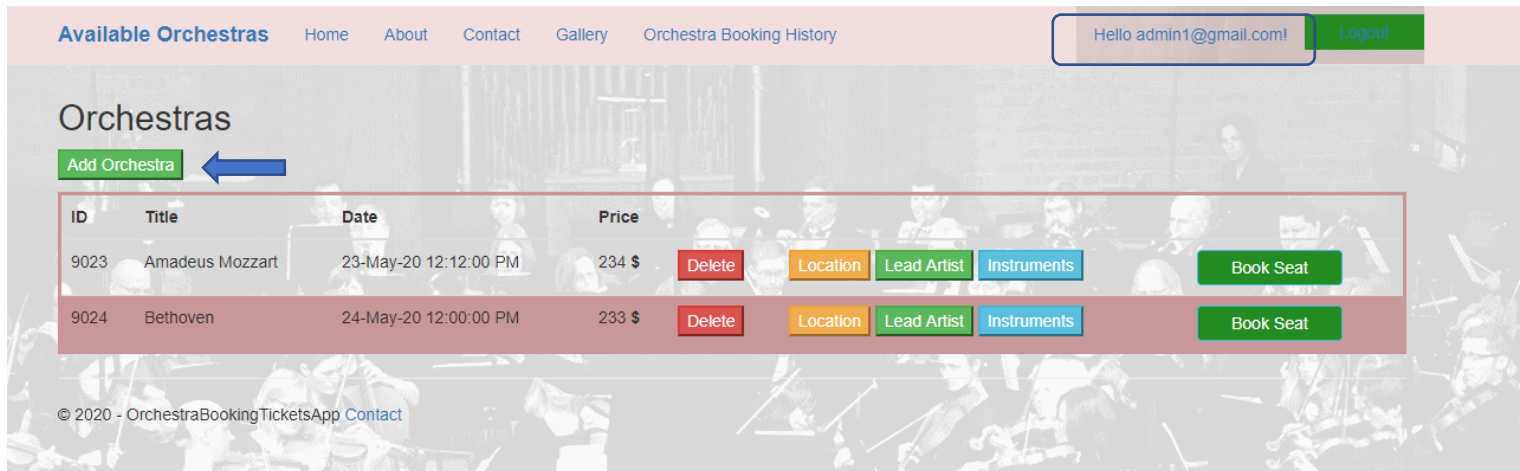 Available Orchestras Home About Contact Gallery Orchestra Booking History Hello admin1@gmail.com! Logout
Orchestras
Add Orchestra
ID Title Date Price
9023 Amadeus Mozzart 23-May-20 12:12:00 PM 234 $ Delete Location Lead Artist Instruments Book Seat
9024 Bethoven 24-May-20 12:00:00 PM 233 $ Delete Location Lead Artist Instruments Book Seat
© 2020 - OrchestraBookingTicketsApp Contact